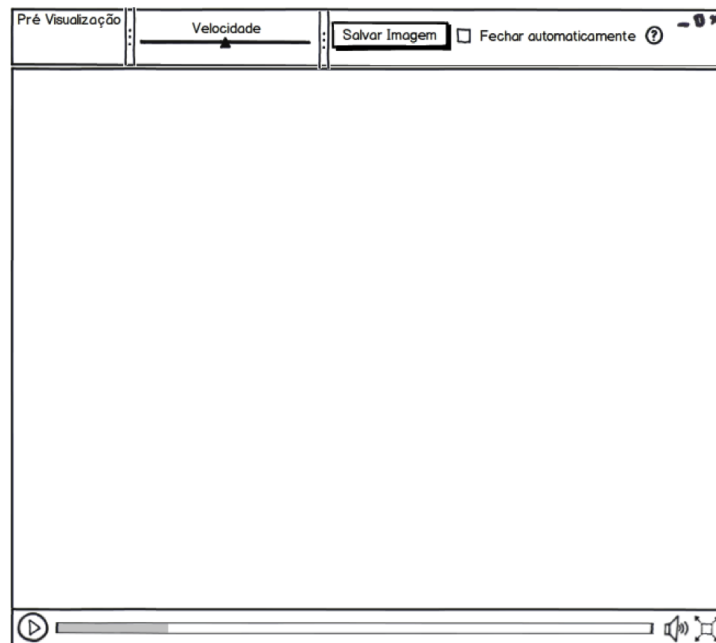 Pré Visualização
Velocidade
Salvar Imagem
Fechar automaticamente ?